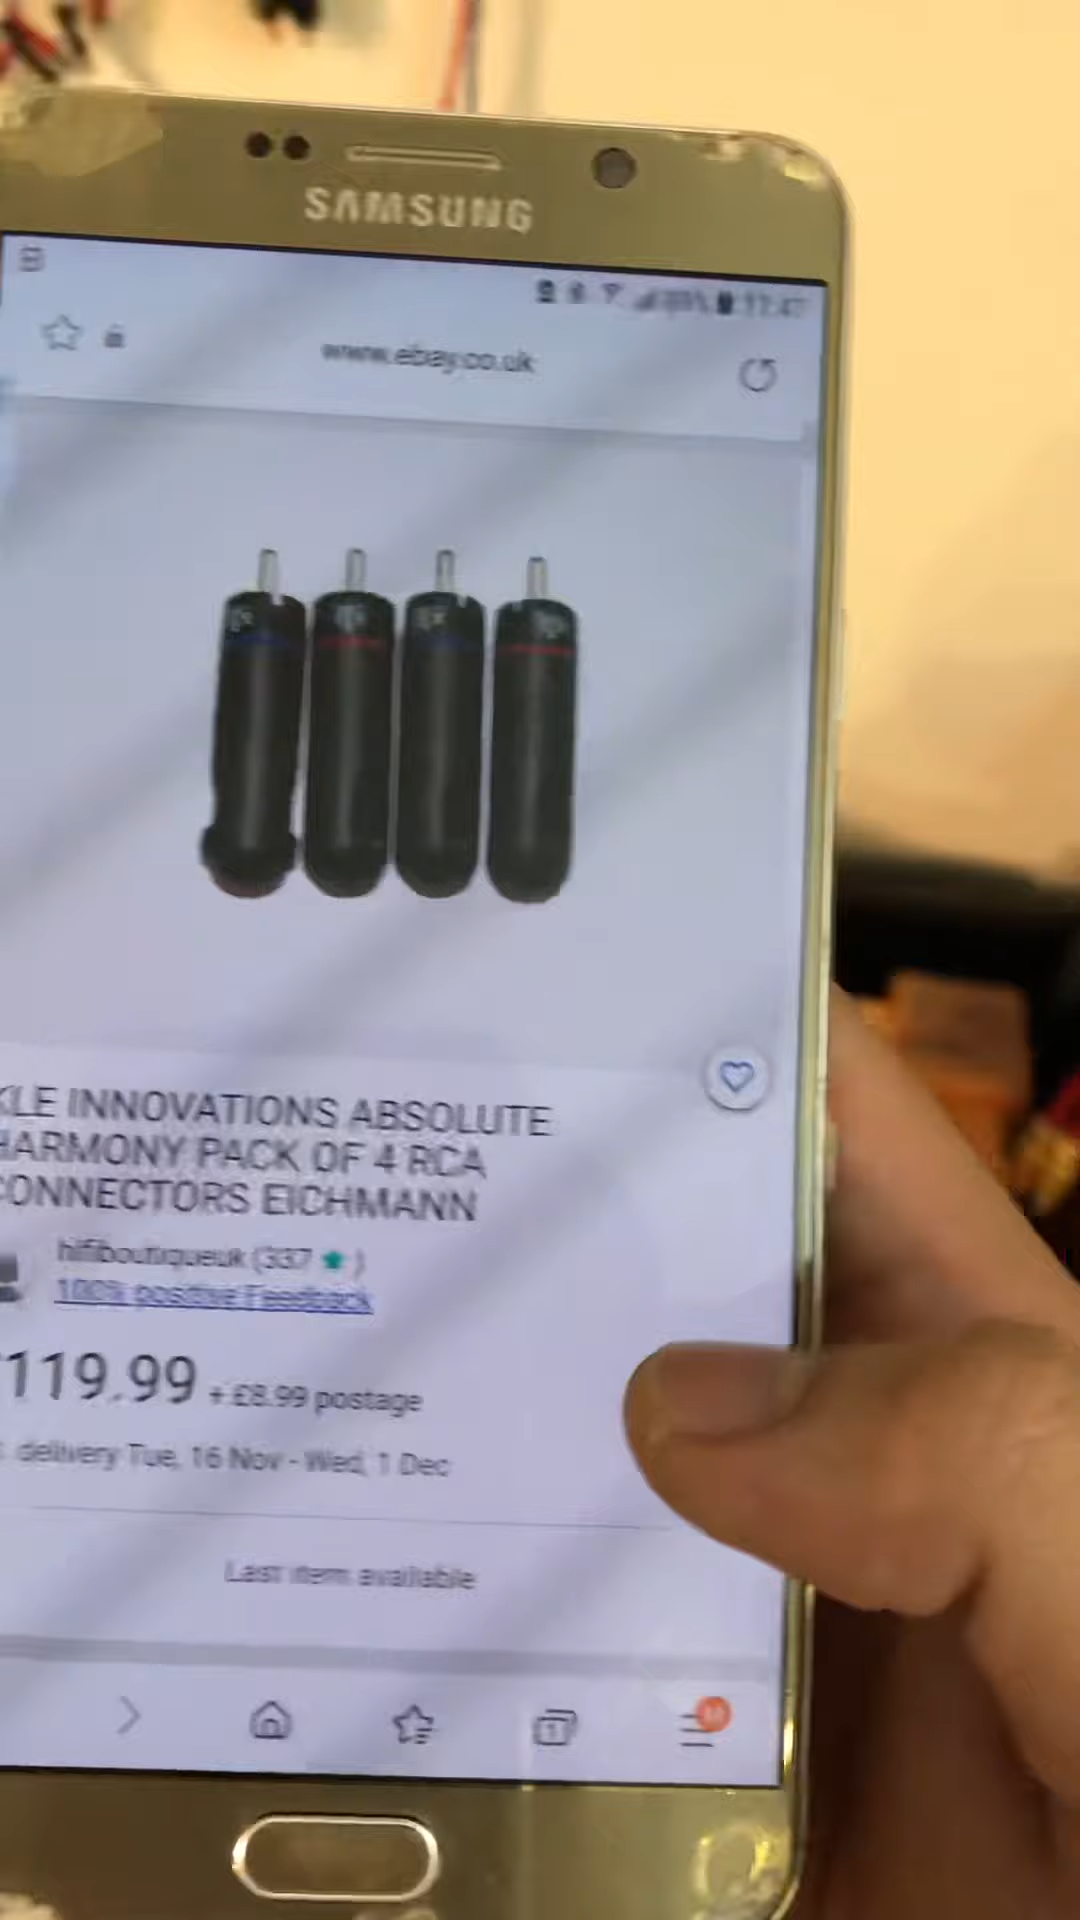 SAMSUNG
www.ebay.co.uk
KLE INNOVATIONS ABSOLUTE
HARMONY PACK OF 4 RCA
CONNECTORS EICHMANN
hifiboutiqueuk (337 ★ )
100% positive Feedback
119.99 + £8.99 postage
delivery Tue, 16 Nov - Wed, 1 Dec
Last item available
1